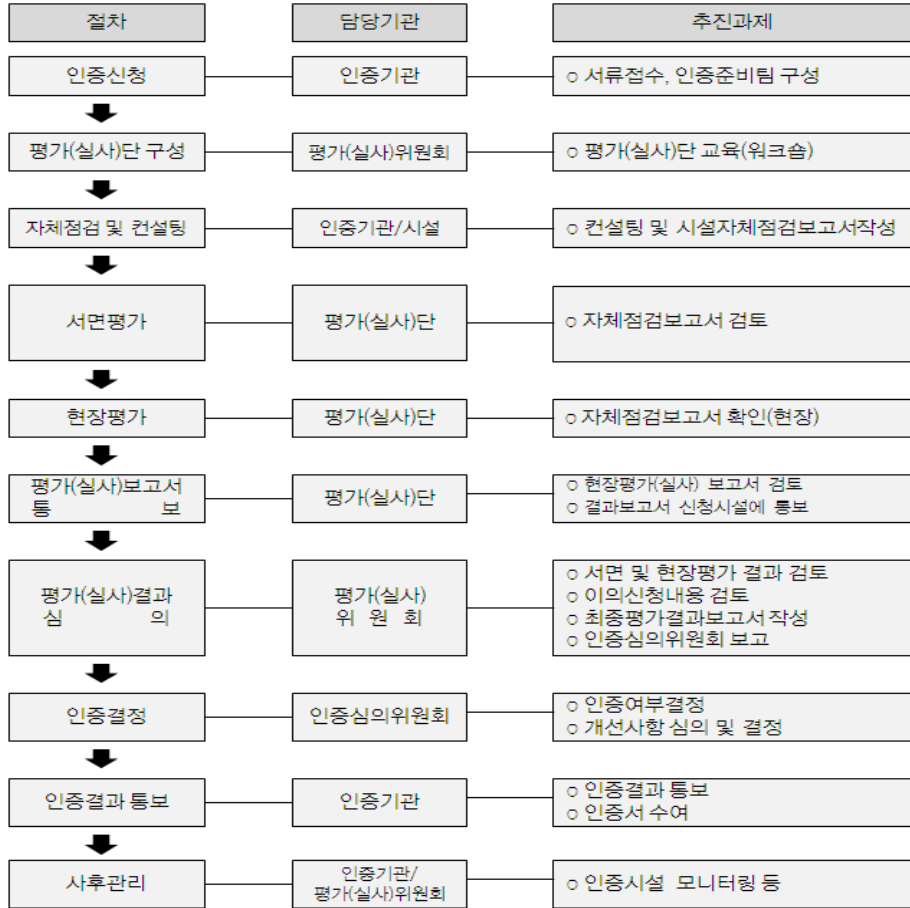 절차 담당기관 추진과제
인증신청 인증기관 ○ 서류접수, 인증준비팀 구성
평가(실사)단 구성 평가(실사)위원회 ○ 평가(실사)단 교육(워크숍)
자체점검 및 컨설팅 인증기관/시설 ○ 컨설팅 및 시설자체점검보고서작성
서면평가 평가(실사)단 ○ 자체점검보고서 검토
현장평가 평가(실사)단 ○ 자체점검보고서 확인(현장)
평가(실사)보고서
통 보
평가(실사)단
○ 현장평가(실사) 보고서 검토
○ 결과보고서 신청시설에 통보
평가(실사)결과
심 의
평가(실사)
위 원 회
○ 서면 및 현장평가 결과 검토
○ 이의신청내용 검토
○ 최종평가결과보고서 작성
○ 인증심의위원회 보고
인증결정
인증심의위원회
○ 인증여부결정
○ 개선사항 심의 및 결정
인증결과 통보
인증기관
○ 인증결과 통보
○ 인증서 수여
사후관리
인증기관/
평가(실사)위원회
○ 인증시설 모니터링 등